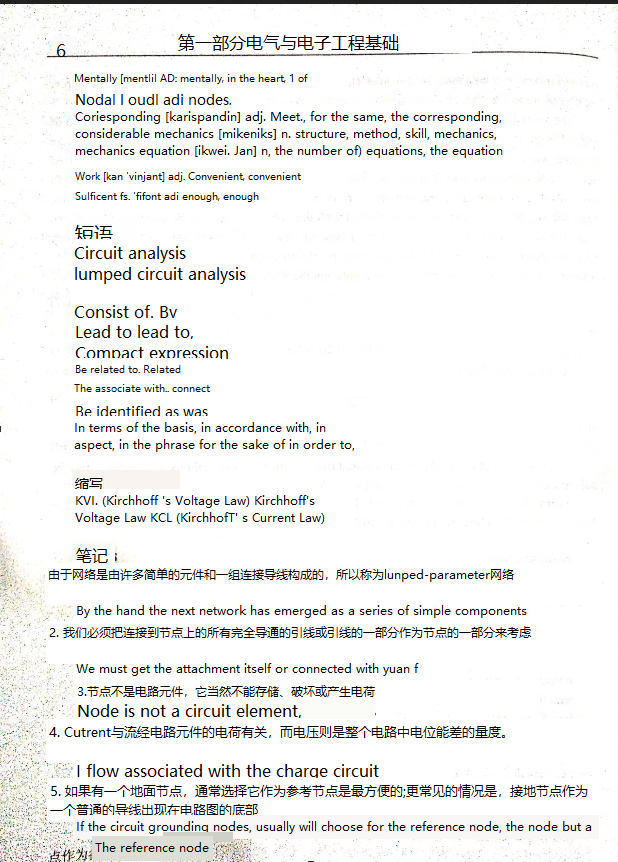 6
第一部分电气与电子工程基础
Mentally [mentlil AD: mentally, in the heart, 1 of
Nodal l oudl adi nodes.
Coriesponding [karispandin] adj. Meet., for the same, the corresponding,
considerable mechanics [mikeniks] n. structure, method, skill, mechanics,
mechanics equation [ikwei. Jan] n, the number of) equations, the equation
Work [kan 'vinjant] adj. Convenient, convenient
Sulficent fs. 'fifont adi enough, enough
短语
Circuit analysis
lumped circuit analysis
Consist of. Bv
Lead to lead to,
Compact expression
Be related to. Related
The associate with.. connect
Be identified as was
In terms of the basis, in accordance with, in
aspect, in the phrase for the sake of in order to,
缩写
KVI. (Kirchhoff 's Voltage Law) Kirchhoff's
Voltage Law KCL (KirchhofT' s Current Law)
笔记
由于网络是由许多简单的元件和一组连接导线构成的，所以称为lunped-parameter网络
By the hand the next network has emerged as a series of simple components
2. 我们必须把连接到节点上的所有完全导通的引线或引线的一部分作为节点的一部分来考虑
We must get the attachment itself or connected with yuan f
3.节点不是电路元件，它当然不能存储、破坏或产生电荷
Node is not a circuit element,
4. Cutrent与流经电路元件的电荷有关，而电压则是整个电路中电位能差的量度。
I flow associated with the charge circuit
5. 如果有一个地面节点，通常选择它作为参考节点是最方便的;更常见的情况是，接地节点作为
一个普通的导线出现在电路图的底部
If the circuit grounding nodes, usually will choose for the reference node, the node but a
点作为
The reference node